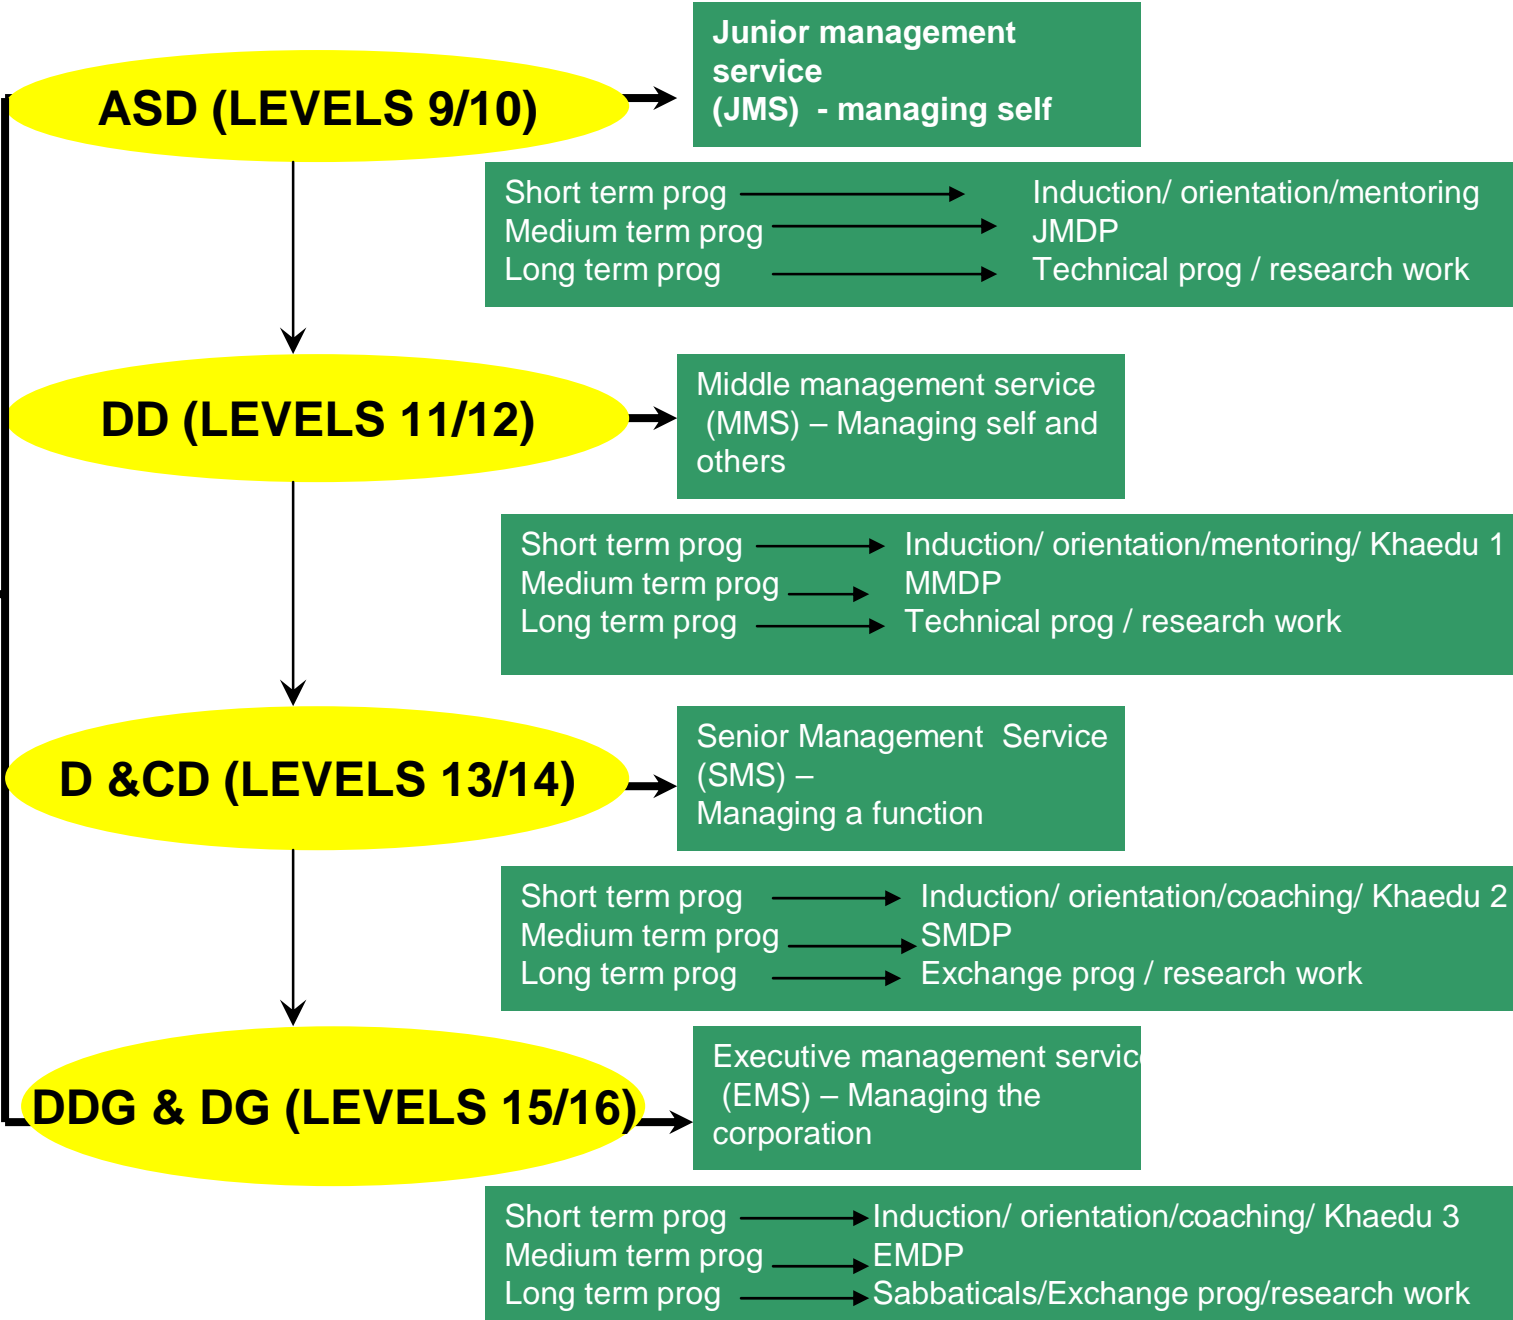 Junior management
service
(JMS)  - managing self
ASD (LEVELS 9/10)
Short term prog Induction/ orientation/mentoring
Medium term prog JMDP
Long term prog Technical prog / research work
Middle management service
(MMS) – Managing self and
others
DD (LEVELS 11/12)
Short term prog Induction/ orientation/mentoring/ Khaedu 1
Medium term prog MMDP
Long term prog Technical prog / research work
Senior Management  Service
(SMS) –
Managing a function
D &CD (LEVELS 13/14)
Short term prog Induction/ orientation/coaching/ Khaedu 2
Medium term prog SMDP
Long term prog Exchange prog / research work
Executive management servic
(EMS) – Managing the
corporation
DDG & DG (LEVELS 15/16)
Short term prog Induction/ orientation/coaching/ Khaedu 3
Medium term prog EMDP
Long term prog Sabbaticals/Exchange prog/research work